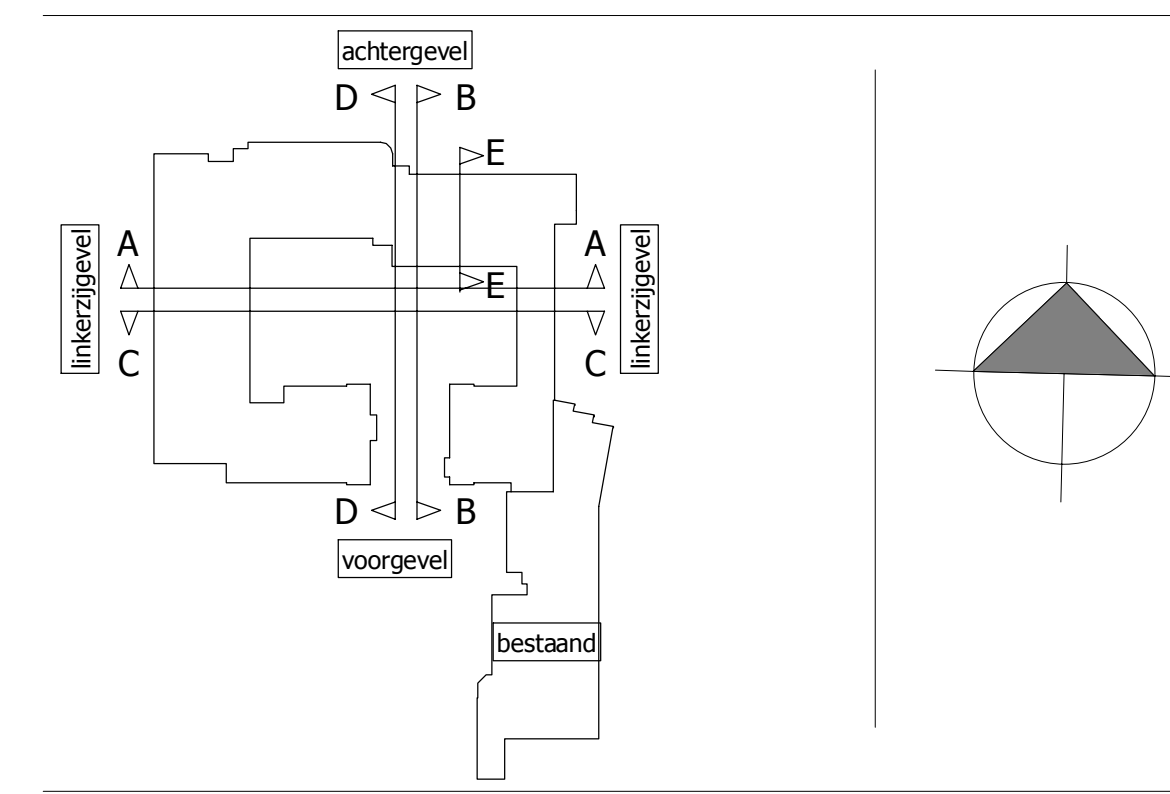 achtergevel
D B
E
linkerzijgevel
A A
linkerzijgevel
E
C C
D B
voorgevel
bestaand